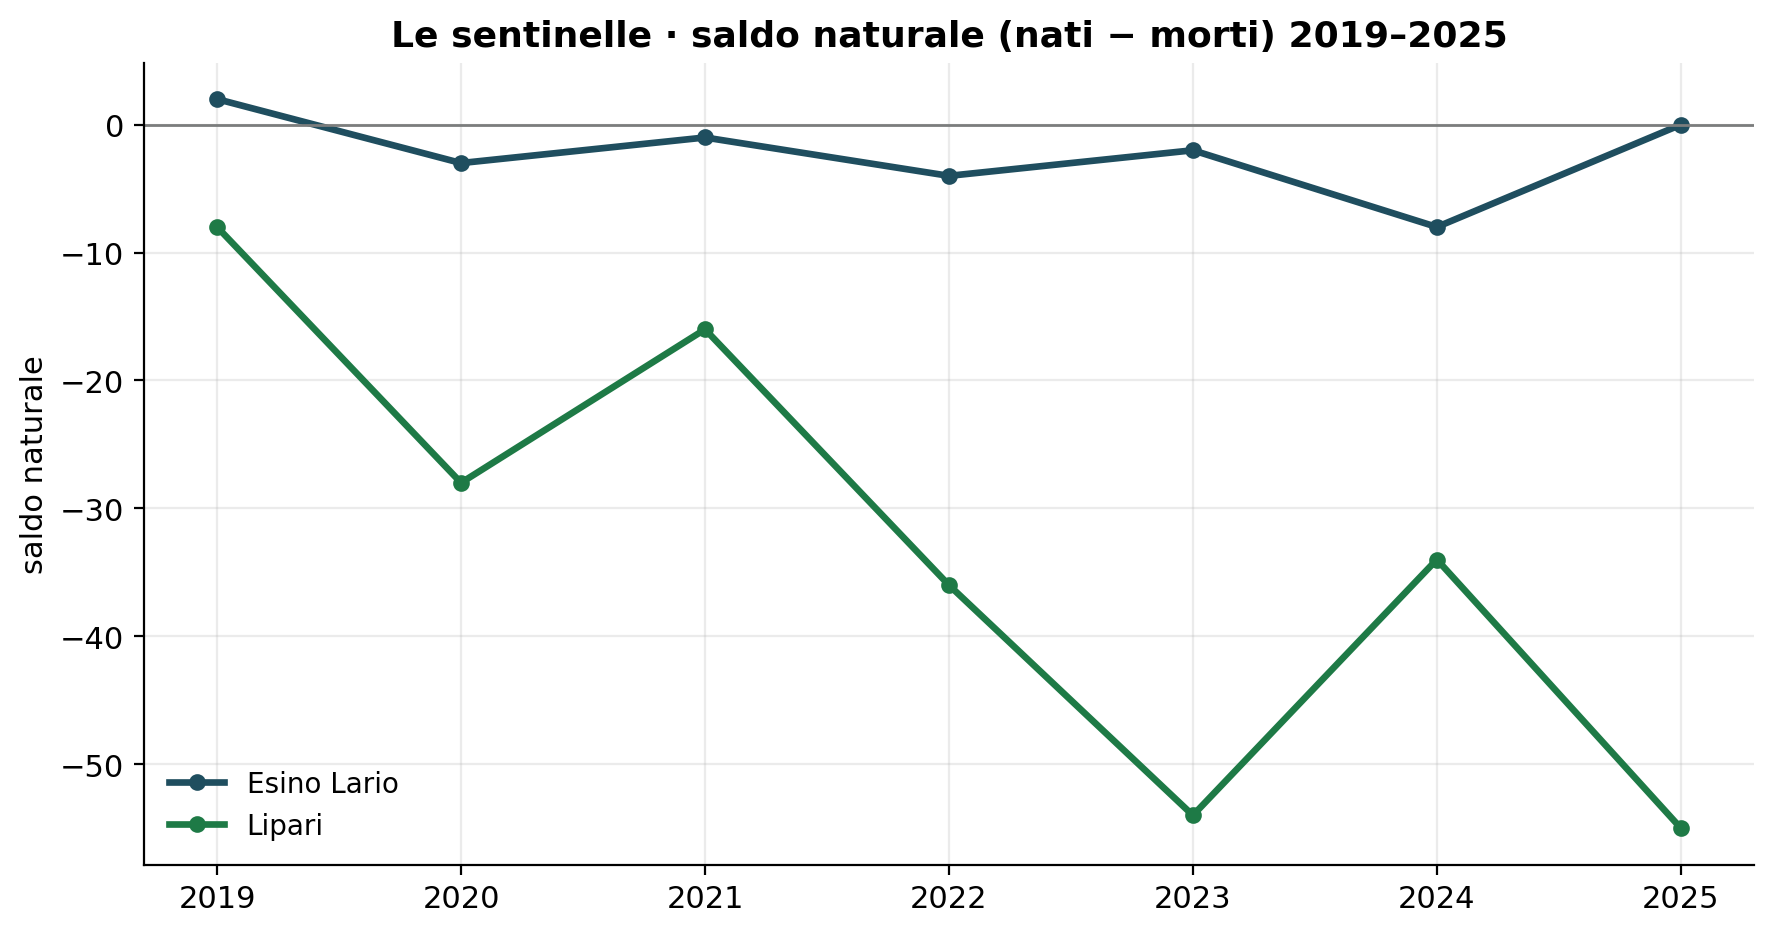 Le sentinelle · saldo naturale (nati − morti) 2019–2025
saldo naturale
0
−10
−20
−30
−40
−50
Esino Lario
Lipari
2019 2020 2021 2022 2023 2024 2025